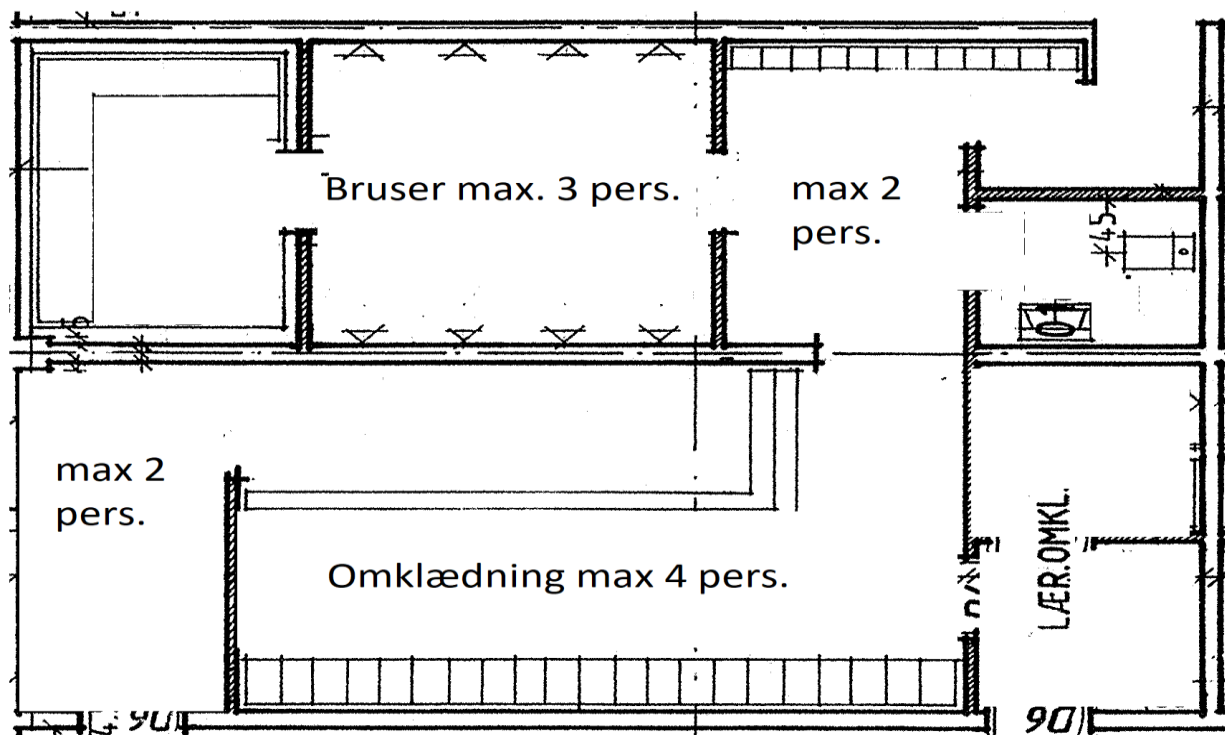 Bruser max. 3 pers.
max 2
pers.
45
5
max 2
pers.
Omklædning max 4 pers.
LÆR.OMKL.
90
90